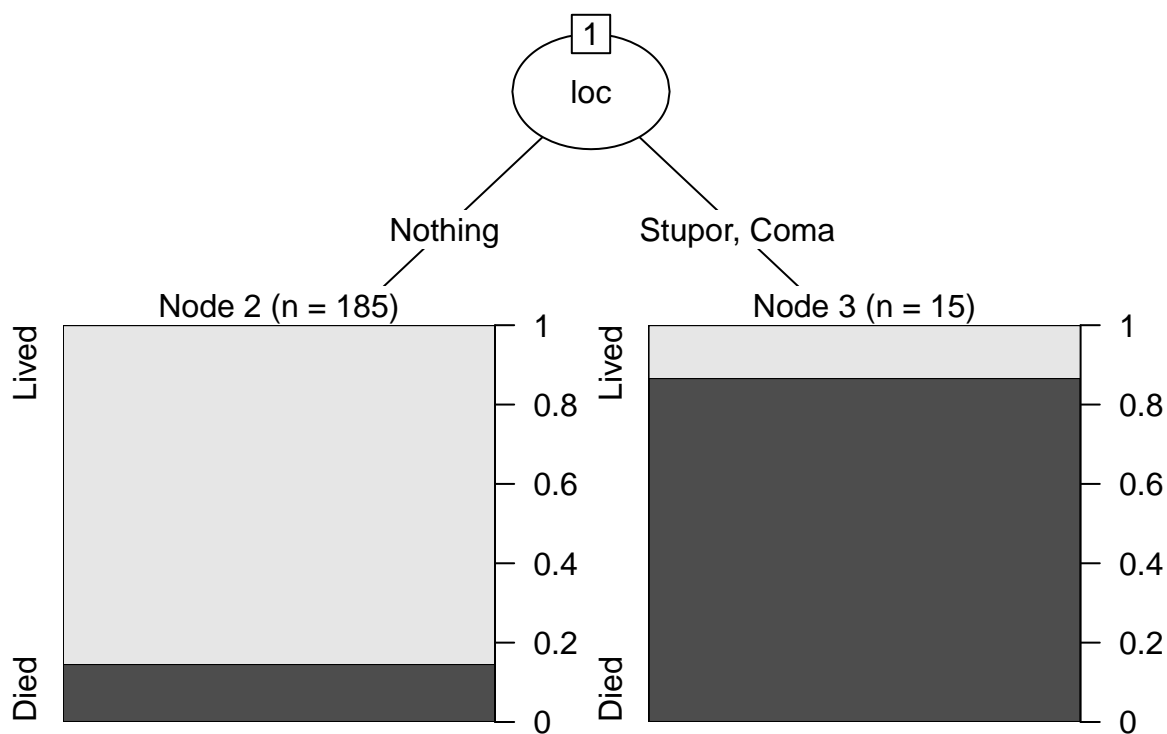 1
loc
Nothing
Stupor, Coma
Node 2 (n = 185)
Lived
Died
1
0.8
0.6
0.4
0.2
0
Node 3 (n = 15)
Lived
Died
1
0.8
0.6
0.4
0.2
0